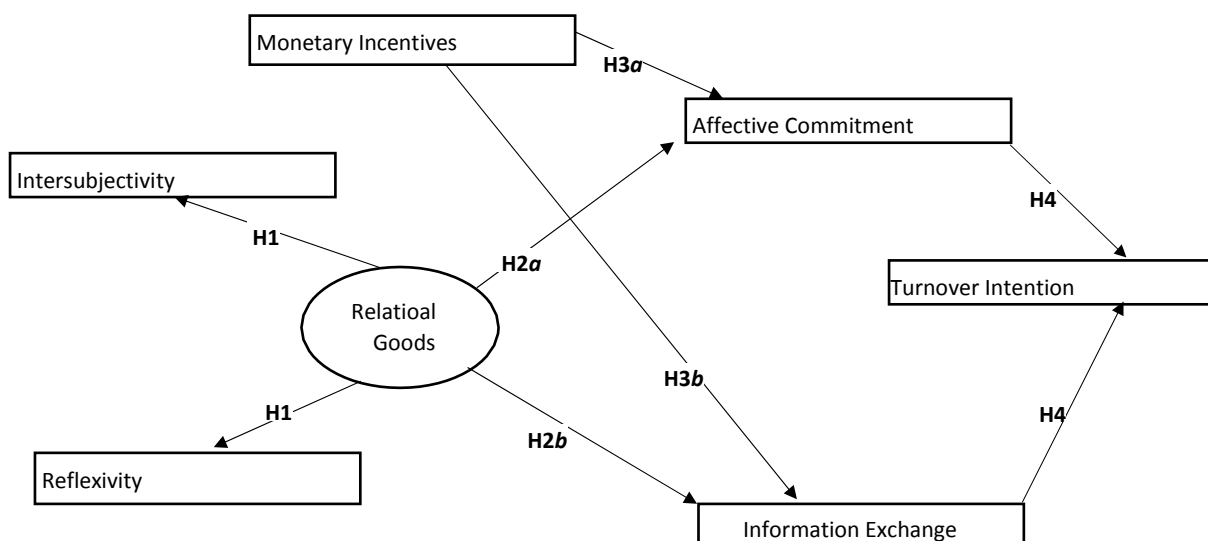 Monetary Incentives
H3a
Affective Commitment
Intersubjectivity
H4
H1
H2a
Turnover Intention
Relatioal
Goods
H3b
H1
H4
H2b
Reflexivity
Information Exchange